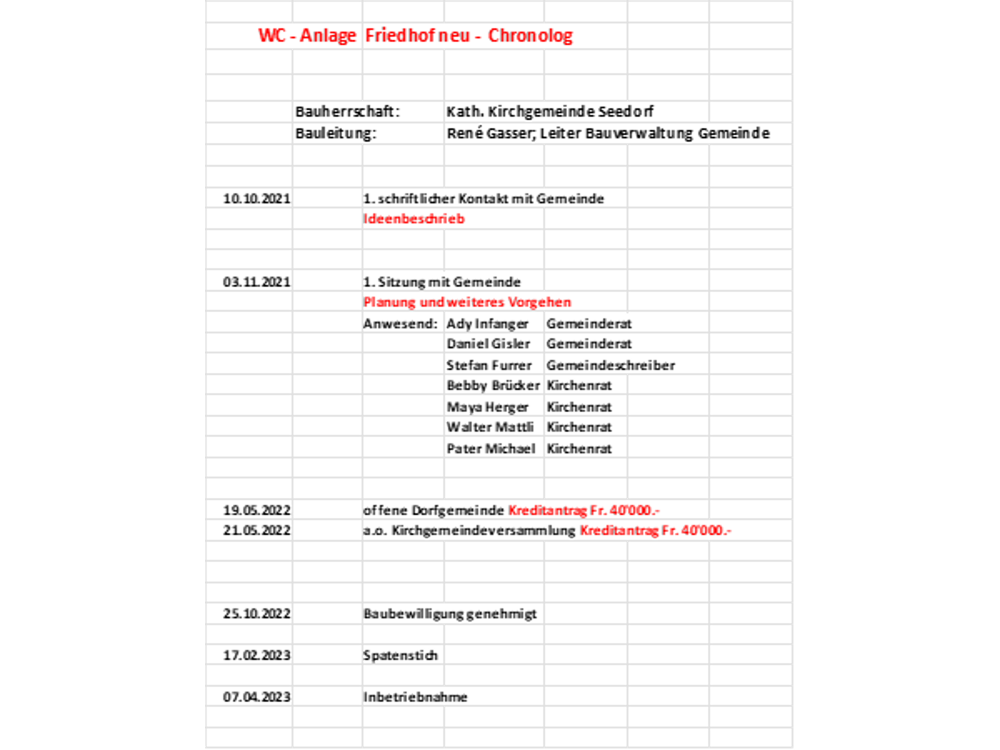 WC - Anlage Friedhof neu - Chronolog
Bauherrschaft: Kath. Kirchgemeinde Seedorf
Bauleitung: René Gasser; Leiter Bauverwaltung Gemeinde
10.10.2021 1. schriftlicher Kontakt mit Gemeinde
Ideenbeschrieb
03.11.2021 1. Sitzung mit Gemeinde
Planung und weiteres Vorgehen
Anwesend: Ady Infanger Gemeinderat
Daniel Gisler Gemeinderat
Stefan Furrer Gemeindeschreiber
Bebby Brücker Kirchenrat
Maya Herger Kirchenrat
Walter Mattli Kirchenrat
Pater Michael Kirchenrat
19.05.2022 offene Dorfgemeinde Kreditantrag Fr. 40'000.-
21.05.2022 a.o. Kirchgemeindeversammlung Kreditantrag Fr. 40'000.-
25.10.2022 Baubewilligung genehmigt
17.02.2023 Spatenstich
07.04.2023 Inbetriebnahme